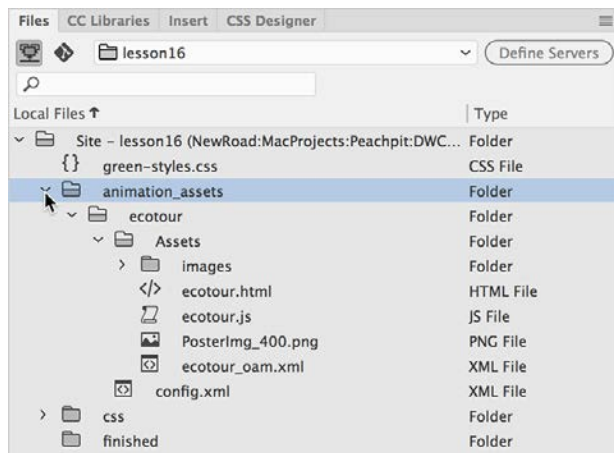 Files CC Libraries Insert CSS Designer
lesson16 Define Servers
Local Files Type
Site – lesson16 (NewRoad:MacProjects:Peachpit:DWC... Folder
green-styles.css CSS File
animation_assets Folder
ecotour Folder
Assets Folder
images Folder
ecotour.html HTML File
ecotour.js JS File
PosterImg_400.png PNG File
ecotour_oam.xml XML File
config.xml XML File
css Folder
finished Folder